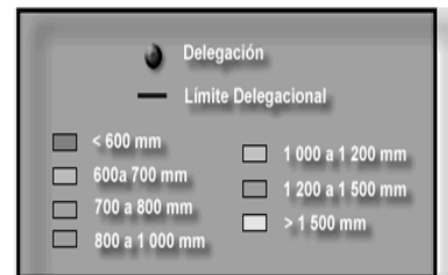 Delegación
Límite Delegacional
< 600 mm
600a 700 mm
700 a 800 mm
800 a 1 000 mm
1 000 a 1 200 mm
1 200 a 1 500 mm
> 1 500 mm